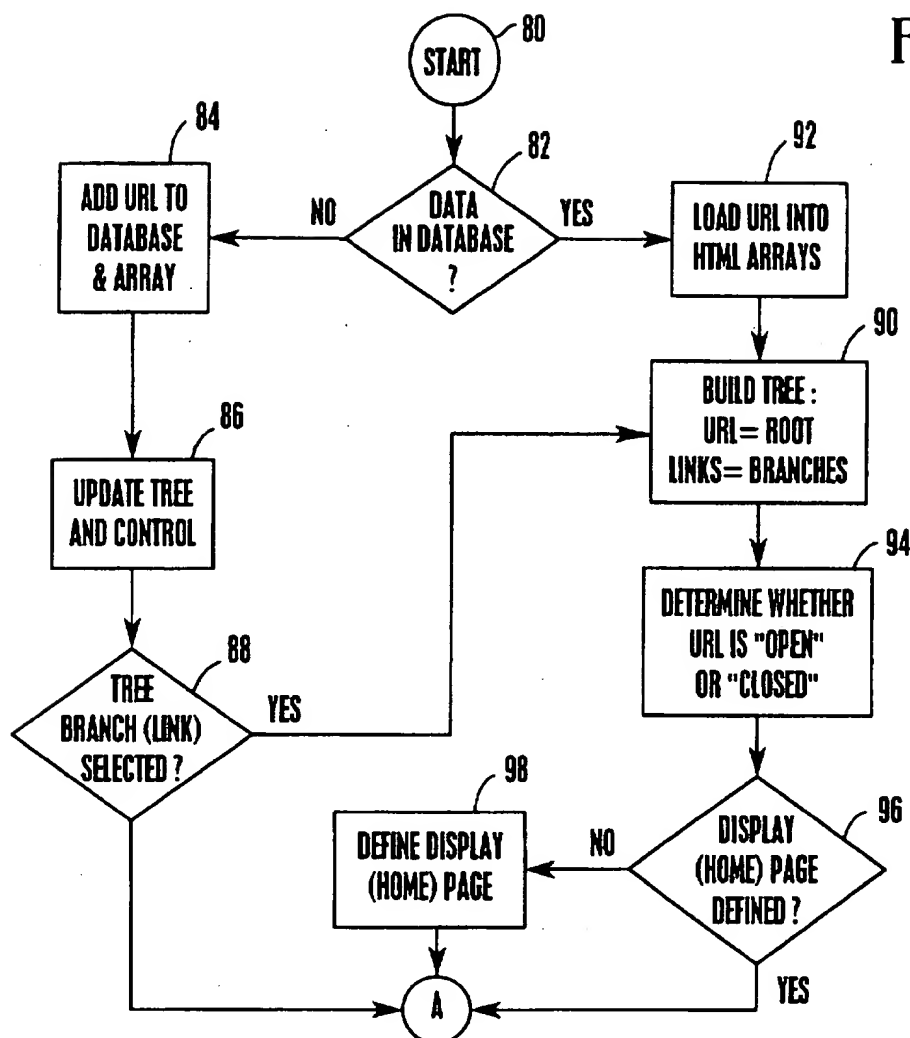 F
80
START
84
82
92
ADD URL TO
DATABASE
& ARRAY
NO
DATA
IN DATABASE
?
YES
LOAD URL INTO
HTML ARRAYS
90
BUILD TREE :
URL= ROOT
LINKS= BRANCHES
86
UPDATE TREE
AND CONTROL
94
DETERMINE WHETHER
URL IS "OPEN"
OR "CLOSED"
88
TREE
BRANCH (LINK)
SELECTED ?
YES
98
DEFINE DISPLAY
(HOME) PAGE
NO
96
DISPLAY
(HOME) PAGE
DEFINED ?
YES
A